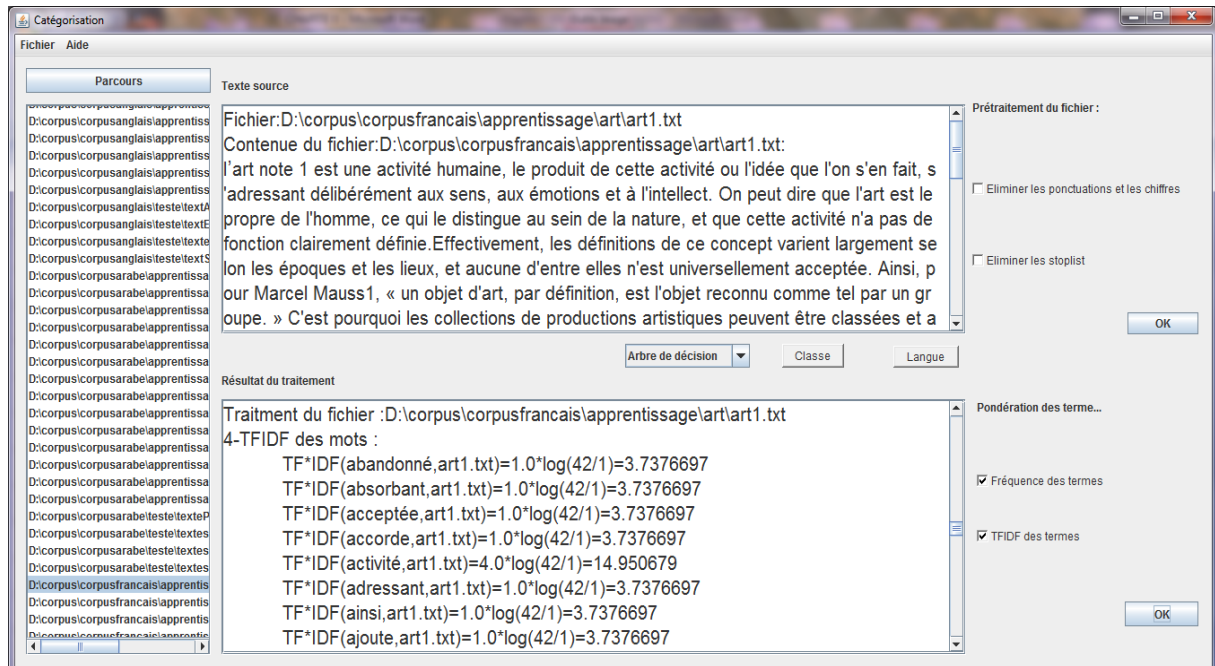 Catégorisation
Fichier Aide
Parcours
D:\corpus\corpusanglais\apprentiss
D:\corpus\corpusanglais\apprentiss
D:\corpus\corpusanglais\apprentiss
D:\corpus\corpusanglais\apprentiss
D:\corpus\corpusanglais\apprentiss
D:\corpus\corpusanglais\teste\textA
D:\corpus\corpusanglais\teste\textE
D:\corpus\corpusanglais\teste\texte
D:\corpus\corpusanglais\teste\textS
D:\corpus\corpusarabe\apprentissa
D:\corpus\corpusarabe\apprentissa
D:\corpus\corpusarabe\apprentissa
D:\corpus\corpusarabe\apprentissa
D:\corpus\corpusarabe\apprentissa
D:\corpus\corpusarabe\apprentissa
D:\corpus\corpusarabe\apprentissa
D:\corpus\corpusarabe\apprentissa
D:\corpus\corpusarabe\apprentissa
D:\corpus\corpusarabe\apprentissa
D:\corpus\corpusarabe\apprentissa
D:\corpus\corpusarabe\apprentissa
D:\corpus\corpusarabe\apprentissa
D:\corpus\corpusarabe\apprentissa
D:\corpus\corpusarabe\teste\texteP
D:\corpus\corpusarabe\teste\textes
D:\corpus\corpusarabe\teste\textes
D:\corpus\corpusarabe\teste\textes
D:\corpus\corpusfrancais\apprentis
D:\corpus\corpusfrancais\apprentis
D:\corpus\corpusfrancais\apprentis
D:\corpus\corpusfrancais\apprentis
Texte source
Fichier:D:\corpus\corpusfrancais\apprentissage\art\art1.txt
Contenue du fichier:D:\corpus\corpusfrancais\apprentissage\art\art1.txt:
l'art note 1 est une activité humaine, le produit de cette activité ou l'idée que l'on s'en fait, s
'adressant délibérément aux sens, aux émotions et à l'intellect. On peut dire que l'art est le
propre de l'homme, ce qui le distingue au sein de la nature, et que cette activité n'a pas de
fonction clairement définie.Effectivement, les définitions de ce concept varient largement se
lon les époques et les lieux, et aucune d'entre elles n'est universellement acceptée. Ainsi, p
our Marcel Mauss1, « un objet d'art, par définition, est l'objet reconnu comme tel par un gr
oupe. » C'est pourquoi les collections de productions artistiques peuvent être classées et a
Arbre de décision
Classe
Langue
Résultat du traitement
Traitment du fichier :D:\corpus\corpusfrancais\apprentissage\art\art1.txt
4-TFIDF des mots :
TF*IDF(abandonné,art1.txt)=1.0*log(42/1)=3.7376697
TF*IDF(absorbant,art1.txt)=1.0*log(42/1)=3.7376697
TF*IDF(acceptée,art1.txt)=1.0*log(42/1)=3.7376697
TF*IDF(accorde,art1.txt)=1.0*log(42/1)=3.7376697
TF*IDF(activité,art1.txt)=4.0*log(42/1)=14.950679
TF*IDF(adressant,art1.txt)=1.0*log(42/1)=3.7376697
TF*IDF(ainsi,art1.txt)=1.0*log(42/1)=3.7376697
TF*IDF(ajoute,art1.txt)=1.0*log(42/1)=3.7376697
Prétraitement du fichier :
Eliminer les ponctuations et les chiffres
Eliminer les stoplist
OK
Pondération des terme...
Fréquence des termes
TFIDF des termes
OK